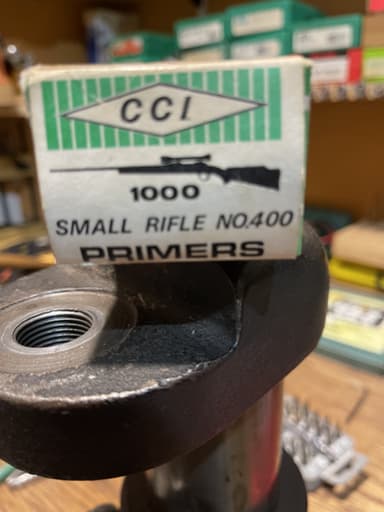 CCI
1000
SMALL RIFLE NO.400
PRIMERS